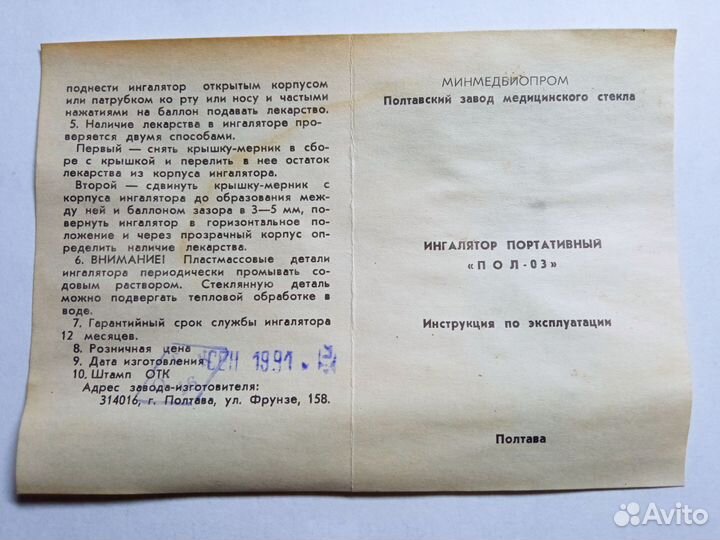 поднести ингалятор открытым корпусом
или патрубком ко рту или носу и частыми
нажатиями на баллон подавать лекарство.
5. Наличие лекарства в ингаляторе про-
веряется двумя способами.
Первый — снять крышку-мерник в сбо-
ре с крышкой и перелить в нее остаток
лекарства из корпуса ингалятора.
Второй — сдвинуть крышку-мерник с
корпуса ингалятора до образования меж-
ду ней и баллоном зазора в 3—5 мм, по-
вернуть ингалятор в горизонтальное по-
ложение и через прозрачный корпус оп-
ределить наличие лекарства.
6. ВНИМАНИЕ! Пластмассовые детали
ингалятора периодически промывать со-
довым раствором. Стеклянную деталь
можно подвергать тепловой обработке в
воде.
7. Гарантийный срок службы ингалятора
12 месяцев.
8. Розничная цена
9. Дата изготовления 1991
10. Штамп ОТК
Адрес завода-изготовителя:
314016, г. Полтава, ул. Фрунзе, 158.
МИНМЕДБИОПРОМ
Полтавский завод медицинского стекла
ИНГАЛЯТОР ПОРТАТИВНЫЙ
«ПОЛ-03»
Инструкция по эксплуатации
Полтава
Avito